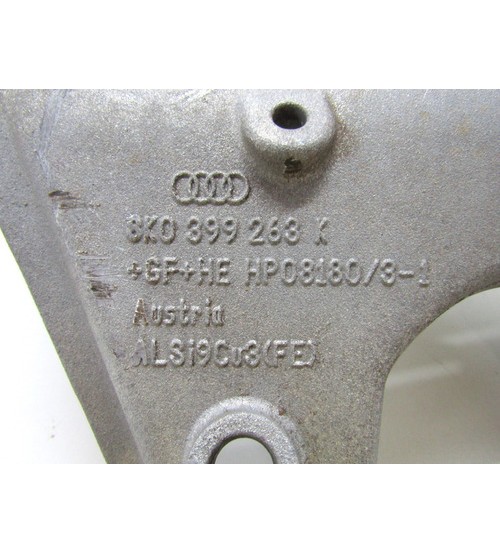 8K0 399 263 K
+GF+HE HP08180/3-1
Austria
ALSi9Cu3(FE)